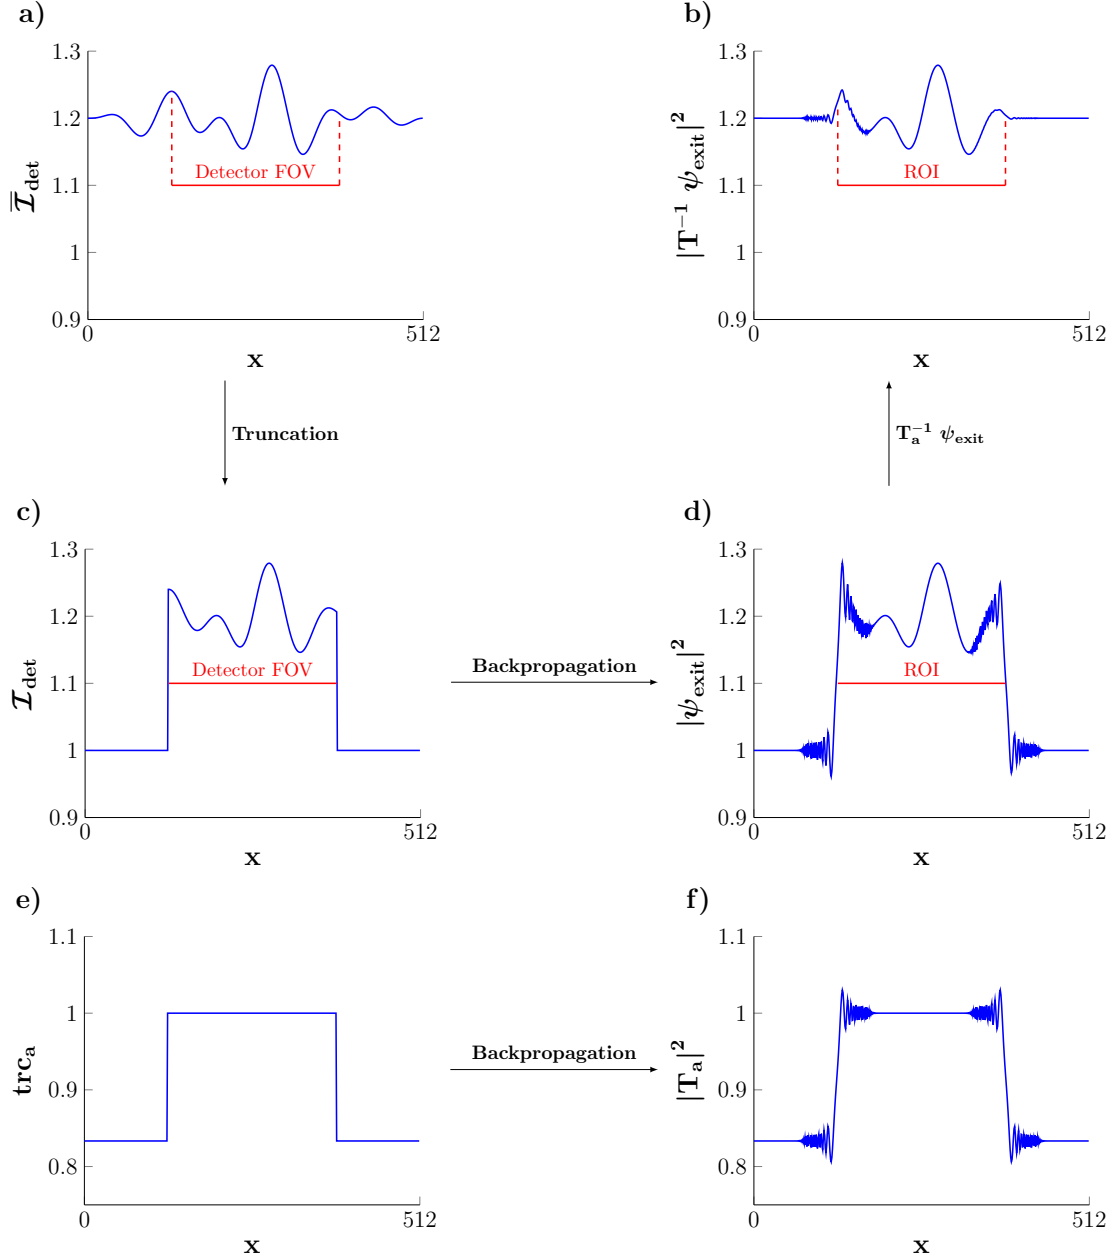 a)
b)
1.3
1.2
1.1
1
0.9
Detector FOV
0
512
x
𝓘̿_det
1.3
1.2
1.1
1
0.9
ROI
0
512
x
|T⁻¹ ψ_exit|²
Truncation
T_a⁻¹ ψ_exit
c)
d)
1.3
1.2
1.1
1
0.9
Detector FOV
0
512
x
𝓘_det
Backpropagation
1.3
1.2
1.1
1
0.9
ROI
0
512
x
|ψ_exit|²
e)
f)
1.1
1
0.9
0.8
0
512
x
trc_a
Backpropagation
1.1
1
0.9
0.8
0
512
x
|T_a|²